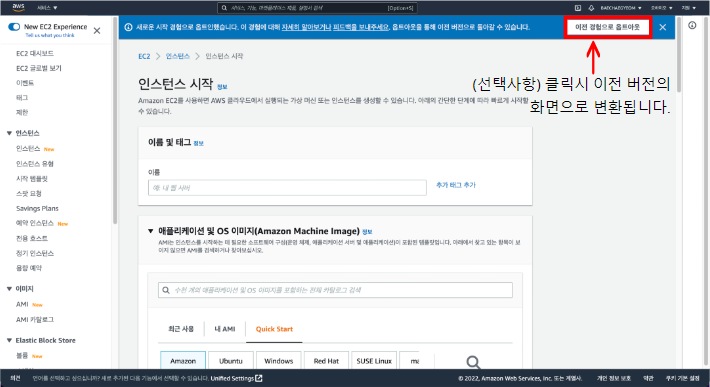 aws
서비스 ▼
서비스, 기능, 마켓플레이스 제품, 설명서 검색
[Option+S]
BAECHAEGYEOM ▼
오사카 ▼
지원 ▼
New EC2 Experience
Tell us what you think
EC2 대시보드
EC2 글로벌 보기
이벤트
태그
제한
인스턴스
인스턴스 New
인스턴스 유형
시작 템플릿
스팟 요청
Savings Plans
예약 인스턴스 New
전용 호스트
정기 인스턴스
용량 예약
이미지
AMI New
AMI 카탈로그
Elastic Block Store
볼륨 New
새로운 시작 경험으로 옵트인했습니다. 이 경험에 대해 자세히 알아보거나 피드백을 보내주세요. 옵트아웃을 통해 이전 버전으로 돌아갈 수 있습니다.
이전 경험으로 옵트아웃
(선택사항) 클릭시 이전 버전의
화면으로 변환됩니다.
EC2 > 인스턴스 > 인스턴스 시작
인스턴스 시작 정보
Amazon EC2를 사용하면 AWS 클라우드에서 실행되는 가상 머신 또는 인스턴스를 생성할 수 있습니다. 아래의 간단한 단계에 따라 빠르게 시작할
수 있습니다.
이름 및 태그 정보
이름
예: 내 웹 서버
추가 태그 추가
애플리케이션 및 OS 이미지(Amazon Machine Image) 정보
AMI는 인스턴스를 시작하는 데 필요한 소프트웨어 구성(운영 체제, 애플리케이션 서버 및 애플리케이션)이 포함된 템플릿입니다. 아래에서 찾고 있는 항목이 보
이지 않으면 AMI를 검색하거나 찾아보십시오.
수천 개의 애플리케이션 및 OS 이미지를 포함하는 전체 카탈로그 검색
최근 사용
내 AMI
Quick Start
Amazon
Ubuntu
Windows
Red Hat
SUSE Linux
의견
언어를 선택하고 싶으십니까? 새로 추가된 다음 기능에서 선택할 수 있습니다. Unified Settings
© 2022, Amazon Web Services, Inc. 또는 계열사.
개인 정보 보호
약관
쿠키 기본 설정